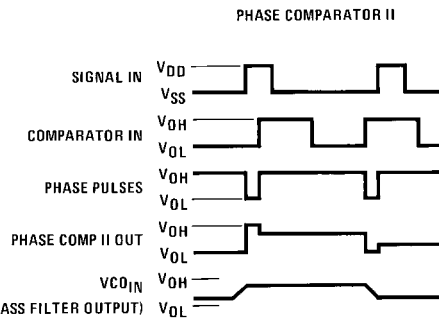 PHASE COMPARATOR II
SIGNAL IN
VDD
VSS
COMPARATOR IN
VOH
VOL
PHASE PULSES
VOH
VOL
PHASE COMP II OUT
VOH
VOL
VCOIN
VOH
ASS FILTER OUTPUT)
VOL